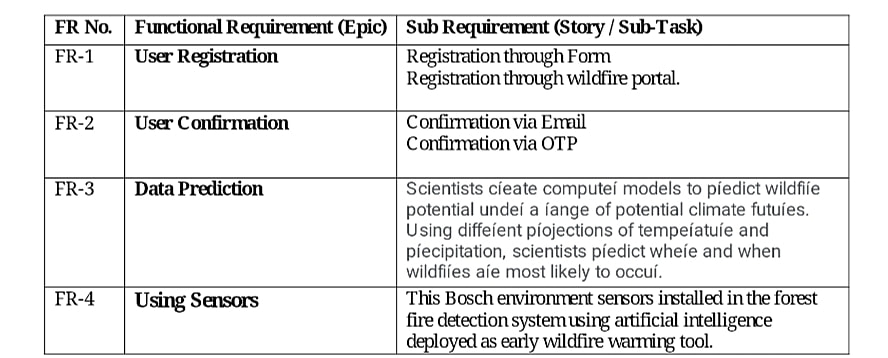 FR No. Functional Requirement (Epic) Sub Requirement (Story / Sub-Task)
FR-1 User Registration Registration through Form
Registration through wildfire portal.
FR-2 User Confirmation Confirmation via Email
Confirmation via OTP
FR-3 Data Prediction Scientists cíeate computeí models to píedict wildfiíe
potential undeí a íange of potential climate futuíes.
Using diffeíent píojections of tempeíatuíe and
píecipitation, scientists píedict wheíe and when
wildfiíes aíe most likely to occuí.
FR-4 Using Sensors This Bosch environment sensors installed in the forest
fire detection system using artificial intelligence
deployed as early wildfire warning tool.